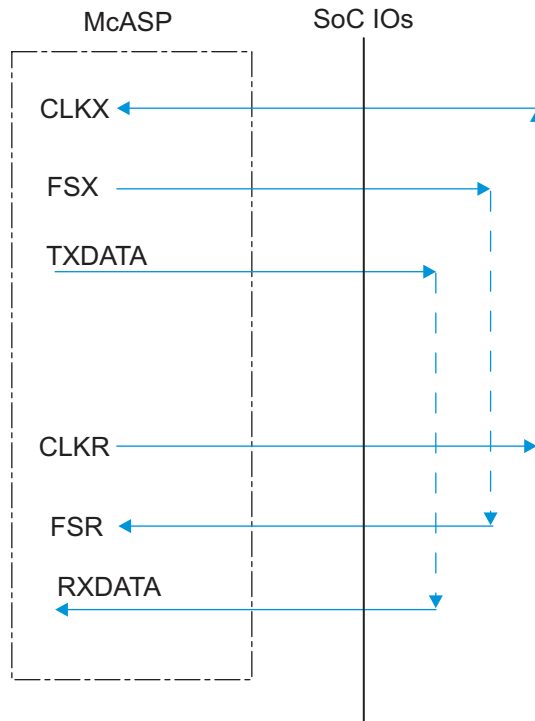 McASP
SoC IOs
CLKX
FSX
TXDATA
CLKR
FSR
RXDATA